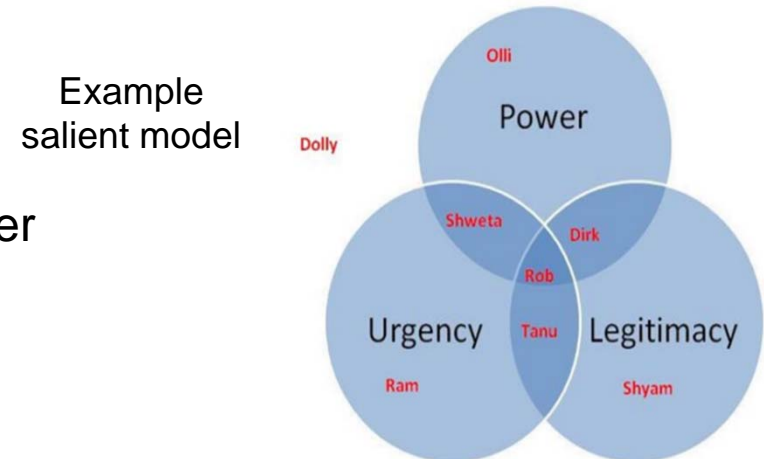 Example
salient model
er
Olli
Power
Dolly
Shweta
Dirk
Rob
Urgency
Tanu
Legitimacy
Ram
Shyam